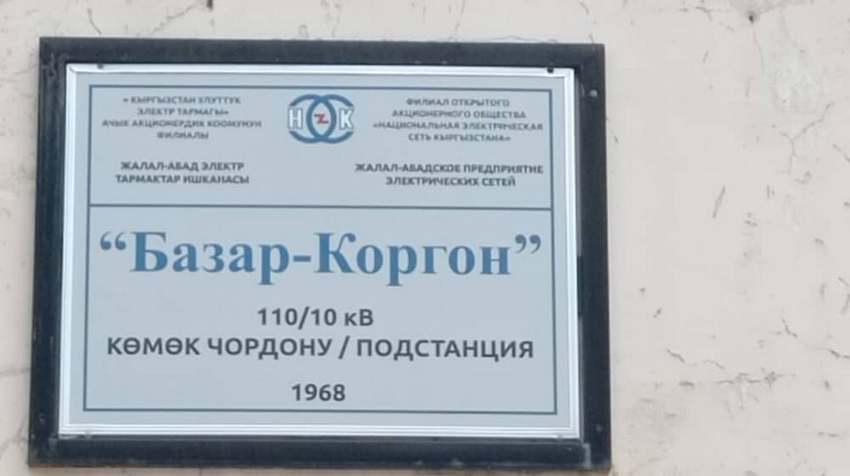 « КЫРГЫЗСТАН УЛУТТУК
ЭЛЕКТР ТАРМАГЫ»
АЧЫК АКЦИОНЕРДИК КООМУНУН
ФИЛИАЛЫ
ЖАЛАЛ-АБАД ЭЛЕКТР
ТАРМАКТАР ИШКАНАСЫ
Н Э К
ФИЛИАЛ ОТКРЫТОГО
АКЦИОНЕРНОГО ОБЩЕСТВА
«НАЦИОНАЛЬНАЯ ЭЛЕКТРИЧЕСКАЯ
СЕТЬ КЫРГЫЗСТАНА»
ЖАЛАЛ-АБАДСКОЕ ПРЕДПРИЯТИЕ
ЭЛЕКТРИЧЕСКИХ СЕТЕЙ
“Базар-Коргон”
110/10 кВ
КӨМӨК ЧОРДОНУ / ПОДСТАНЦИЯ
1968